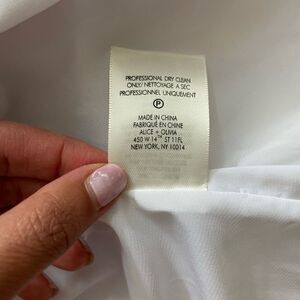 PROFESSIONAL DRY CLEAN
ONLY/ NETTOYAGE A SEC
PROFESSIONNEL UNIQUEMENT
P
MADE IN CHINA
FABRIQUÉ EN CHINE
ALICE + OLIVIA
450 W 14TH ST 11FL
NEW YORK, NY 10014